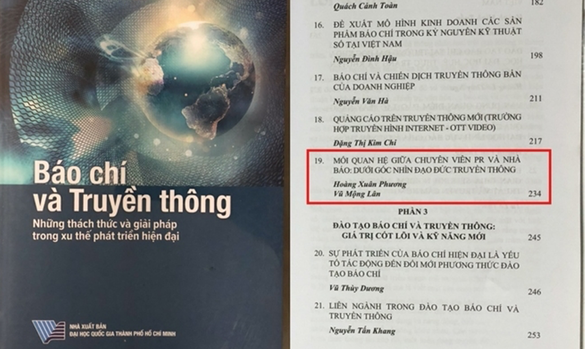 Báo chí
và Truyền thông
Những thách thức và giải pháp
trong xu thế phát triển hiện đại
NHÀ XUẤT BẢN
ĐẠI HỌC QUỐC GIA THÀNH PHỐ HỒ CHÍ MINH
Quách Cánh Toàn 182
16. ĐỀ XUẤT MÔ HÌNH KINH DOANH CÁC SẢN
PHẨM BÁO CHÍ TRONG KỶ NGUYÊN KỸ THUẬT
SỐ TẠI VIỆT NAM
Nguyễn Đình Hậu 198
17. BÁO CHÍ VÀ CHIẾN DỊCH TRUYỀN THÔNG BẨN
CỦA DOANH NGHIỆP
Nguyễn Văn Hà 211
18. QUẢNG CÁO TRÊN TRUYỀN THÔNG MỚI (TRƯỜNG
HỢP TRUYỀN HÌNH INTERNET - OTT VIDEO)
Đặng Thị Kim Chi 217
19. MỐI QUAN HỆ GIỮA CHUYÊN VIÊN PR VÀ NHÀ
BÁO: DƯỚI GÓC NHÌN ĐẠO ĐỨC TRUYỀN THÔNG
Hoàng Xuân Phương
Vũ Mộng Lân 234
PHẦN 3
ĐÀO TẠO BÁO CHÍ VÀ TRUYỀN THÔNG:
GIÁ TRỊ CỐT LÕI VÀ KỸ NĂNG MỚI 245
20. SỰ PHÁT TRIỂN CỦA BÁO CHÍ HIỆN ĐẠI LÀ YẾU
TỐ TÁC ĐỘNG ĐẾN ĐỔI MỚI PHƯƠNG THỨC ĐÀO
TẠO BÁO CHÍ
Vũ Thùy Dương 246
21. LIÊN NGÀNH TRONG ĐÀO TẠO BÁO CHÍ VÀ
TRUYỀN THÔNG
Nguyễn Tấn Khang 253